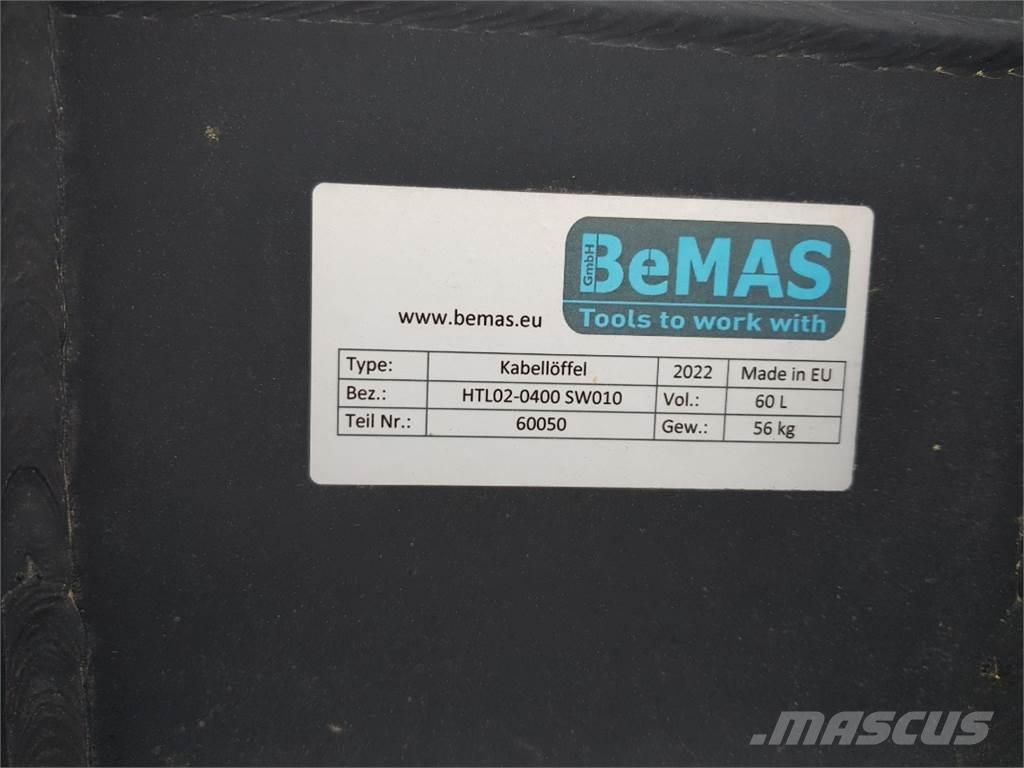 GmbH
BeMAS
Tools to work with
www.bemas.eu
Type: Kabellöffel 2022 Made in EU
Bez.: HTL02-0400 SW010 Vol.: 60 L
Teil Nr.: 60050 Gew.: 56 kg
MASCUS